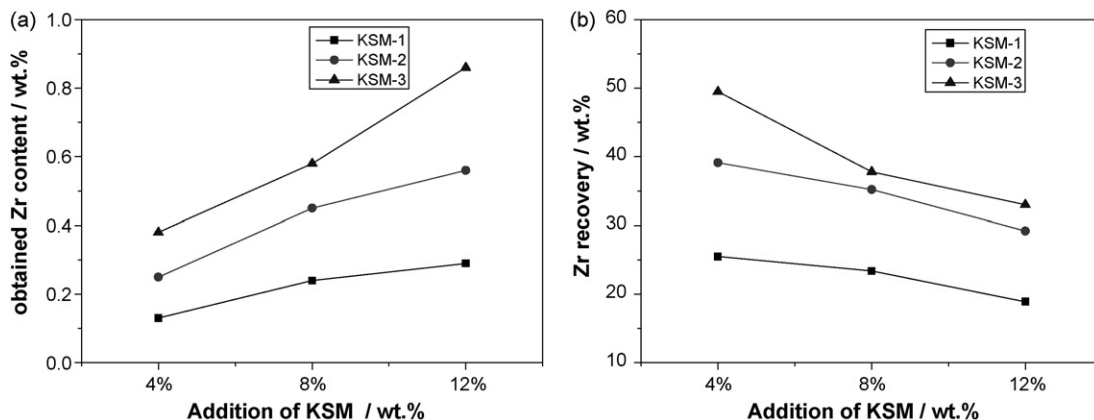 (a)
1.0
0.8
0.6
0.4
0.2
0.0
obtained Zr content / wt.%
KSM-1
KSM-2
KSM-3
4%
8%
12%
Addition of KSM / wt.%
(b)
60
50
40
30
20
10
Zr recovery / wt.%
KSM-1
KSM-2
KSM-3
4%
8%
12%
Addition of KSM / wt.%